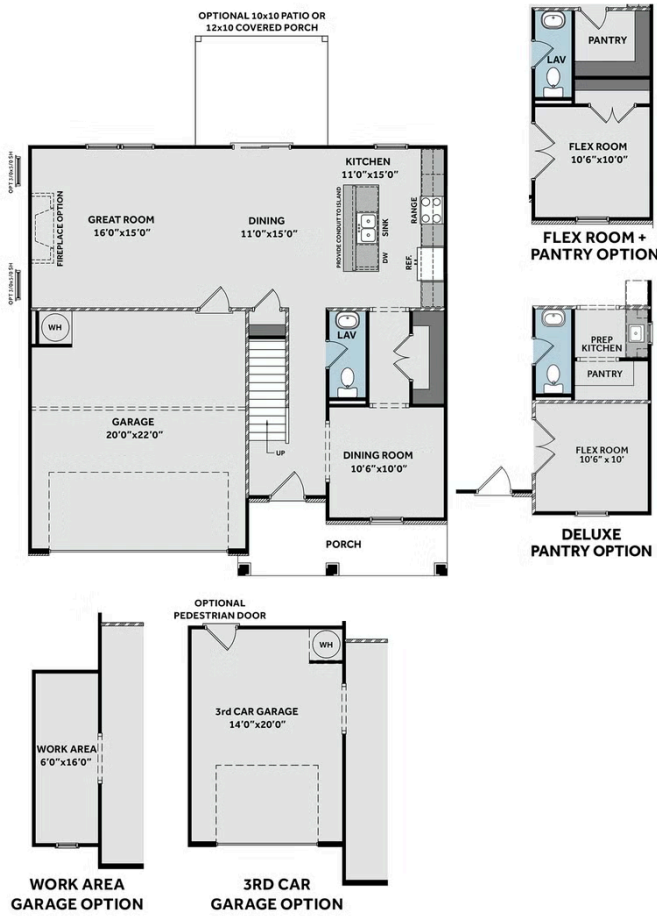 OPTIONAL 10x10 PATIO OR
12x10 COVERED PORCH
GREAT ROOM
16'0"x15'0"
FIREPLACE OPTION
DINING
11'0"x15'0"
KITCHEN
11'0"x15'0"
PROVIDE CONDUIT TO ISLAND
SINK
DW
RANGE
REF.
WH
LAV
GARAGE
20'0"x22'0"
UP
DINING ROOM
10'6"x10'0"
PORCH
LAV
PANTRY
FLEX ROOM
10'6"x10'0"
FLEX ROOM +
PANTRY OPTION
PREP
KITCHEN
PANTRY
FLEX ROOM
10'6" x 10'
DELUXE
PANTRY OPTION
WORK AREA
6'0"x16'0"
WORK AREA
GARAGE OPTION
OPTIONAL
PEDESTRIAN DOOR
WH
3rd CAR GARAGE
14'0"x20'0"
3RD CAR
GARAGE OPTION